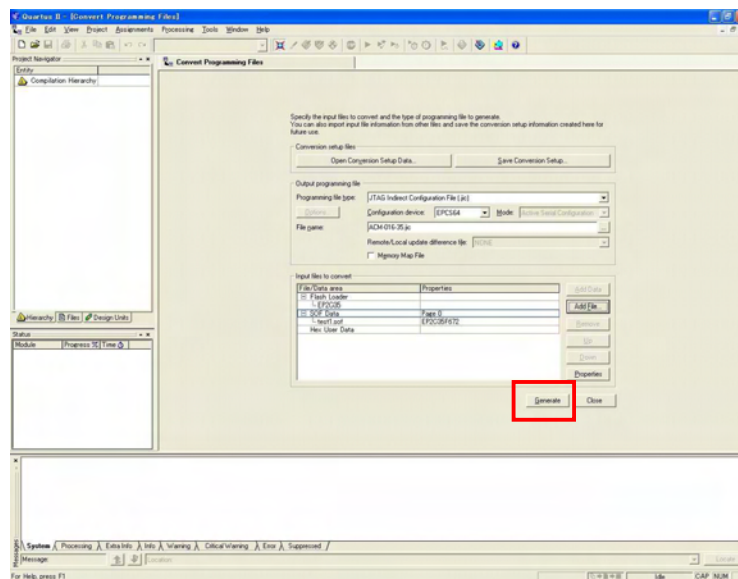 Quartus II - [Convert Programming Files]
File Edit View Project Assignments Processing Tools Window Help
Project Navigator
Entity
Compilation Hierarchy
Hierarchy Files Design Units
Status
Module Progress % Time
Convert Programming Files
Specify the input files to convert and the type of programming file to generate.
You can also import input file information from other files and save the conversion setup information created here for
future use.
Conversion setup files
Open Conversion Setup Data...
Save Conversion Setup...
Output programming file
Programming file type: JTAG Indirect Configuration File (.jic)
Options... Configuration device: EPCS64 Mode: Active Serial Configuration
File name: ACM-016-35.jic ...
Remote/Local update difference file: NONE
Memory Map File
Input files to convert
File/Data area Properties
Flash Loader
EP2C35
SOF Data Page 0
test1.sof EP2C35F672
Hex User Data
Add Data
Add File...
Remove
Up
Down
Properties
Generate Close
Messages
System Processing Extra Info Info Warning Critical Warning Error Suppressed
Message: Location: Locate
For Help, press F1 Idle CAP NUM